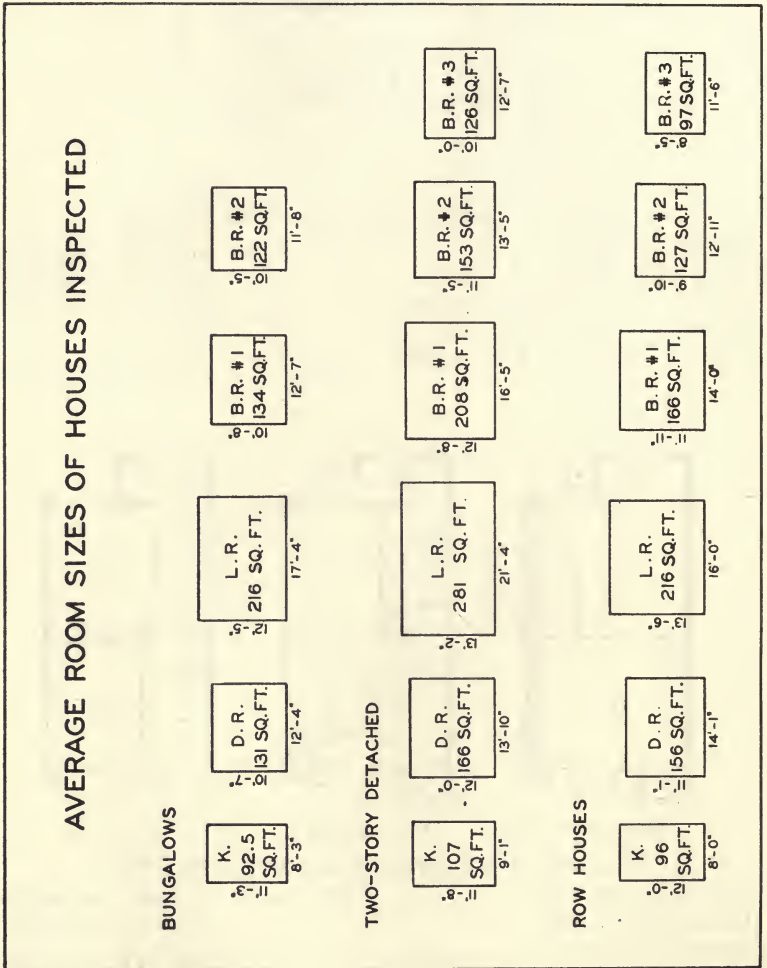 AVERAGE ROOM SIZES OF HOUSES INSPECTED
BUNGALOWS
K.
92.5
SQ.FT.
11'-3"
8'-3"
D.R.
131 SQ.FT.
10'-7"
12'-4"
L.R.
216 SQ. FT.
12'-5"
17'-4"
B.R. #1
134 SQ.FT.
10'-8"
12'-7"
B.R. #2
122 SQ.FT.
10'-5"
11'-8"
TWO-STORY DETACHED
K.
107
SQ.FT.
11'-8"
9'-1"
D.R.
166 SQ.FT.
12'-0"
13'-10"
L.R.
281 SQ. FT.
13'-2"
21'-4"
B.R. #1
208 SQ.FT.
12'-8"
16'-5"
B.R. #2
153 SQ.FT.
11'-5"
13'-5"
B.R. #3
126 SQ.FT.
10'-0"
12'-7"
ROW HOUSES
K.
96
SQ.FT.
12'-0"
8'-0"
D.R.
156 SQ.FT.
11'-1"
14'-1"
L.R.
216 SQ.FT.
13'-6"
16'-0"
B.R. #1
166 SQ.FT.
11'-11"
14'-0"
B.R. #2
127 SQ.FT.
9'-10"
12'-11"
B.R. #3
97 SQ.FT.
8'-5"
11'-6"